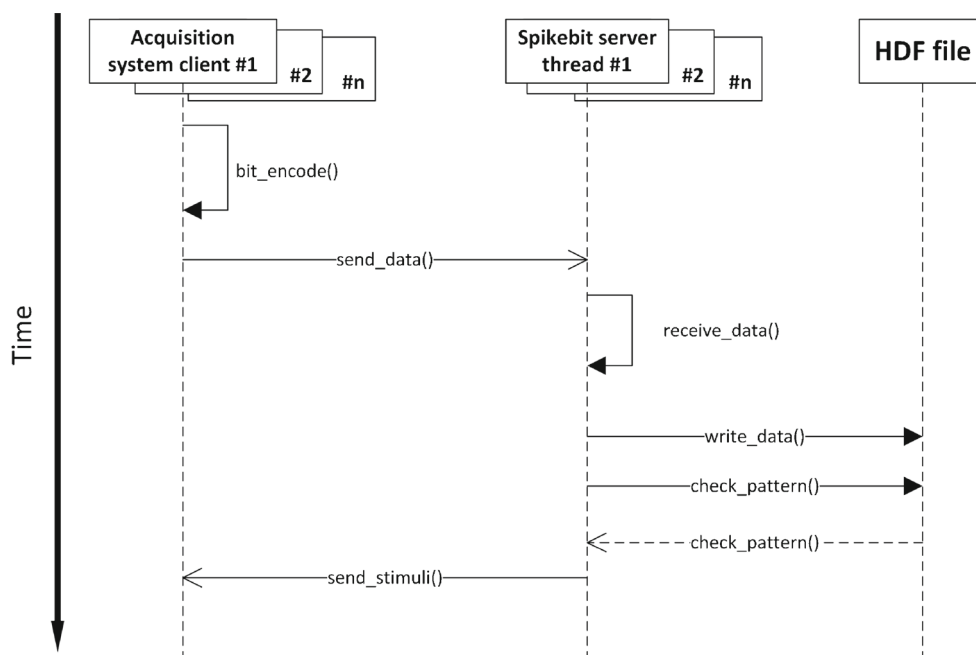 Acquisition
system client #1
#2
#n
Spikebit server
thread #1
#2
#n
HDF file
bit_encode()
send_data()
receive_data()
Time
write_data()
check_pattern()
check_pattern()
send_stimuli()